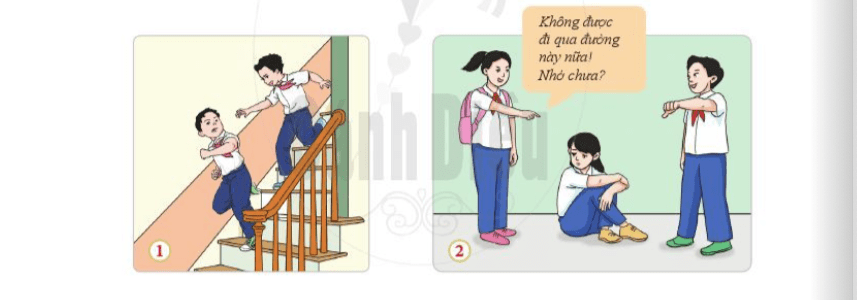 Không được
đi qua đường
này nữa!
Nhớ chưa?
1
2